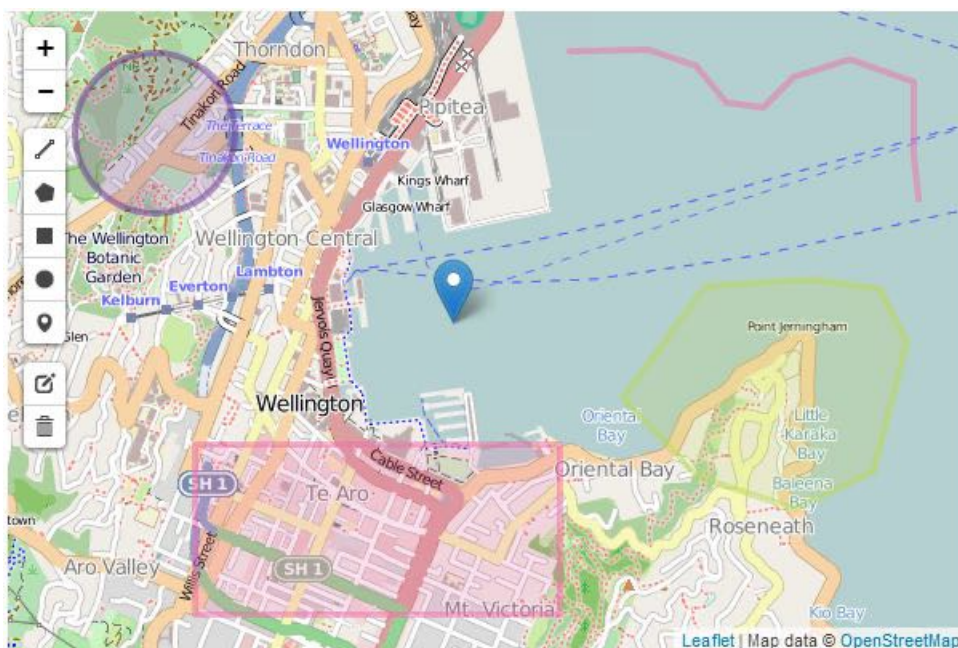 +
Thorndon
−
Tinakori Road
Pipitea
The Terrace
Wellington
Tinakori Road
Kings Wharf
Glasgow Wharf
The Wellington
Botanic
Garden
Wellington Central
Lambton
Everton
Kelburn
Jervois Quay
Glen
Point Jerningham
Wellington
Oriental
Bay
Little
Karaka
Bay
Cable Street
SH 1
Te Aro
Oriental Bay
Baleena
Bay
town
Roseneath
Aro Valley
Willis Street
SH 1
Mt. Victoria
Kio Bay
Leaflet | Map data © OpenStreetMap